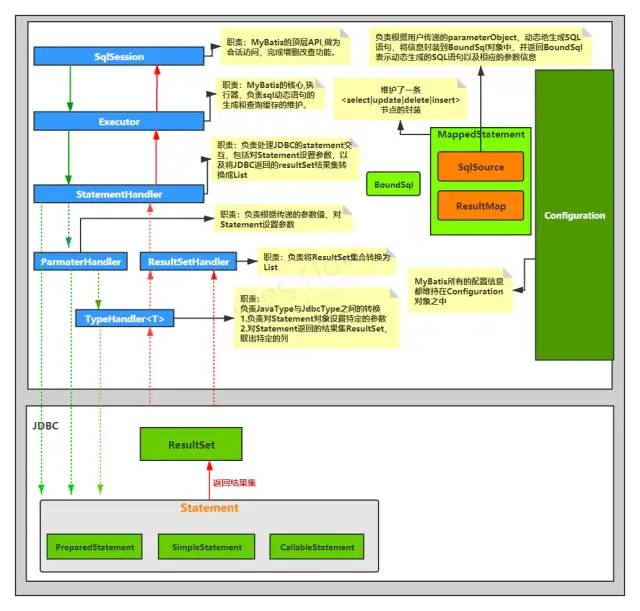 职责：MyBatis的顶层API,做为
会话访问、完成增删改查功能。
负责根据用户传递的parameterObject，动态地生成SQL
语句，将信息封装到BoundSql对象中，并返回BoundSql
表示动态生成的SQL语句以及相应的参数信息
SqlSession
职责：MyBatis的核心,执
行器，负责sql动态语句的
生成和查询缓存的维护。
维护了一条
<select|update|delete|insert>
节点的封装
Executor
MappedStatement
SqlSource
ResultMap
BoundSql
职责：负责处理JDBC的statement交
互，包括对Statement设置参数，以
及将JDBC返回的resultSet结果集转
换成List
StatementHandler
Configuration
职责：负责根据传递的参数值，对
Statement设置参数
ParmaterHandler
ResultSetHandler
职责：负责将ResultSet集合转换为
List
MyBatis所有的配置信息
都维持在Configuration
对象之中
职责：
负责JavaType与JdbcType之间的转换
1.负责对Statement对象设置特定的参数
2.对Statement返回的结果集ResultSet，
取出特定的列
TypeHandler<T>
JDBC
ResultSet
返回结果集
Statement
PreparedStatement
SimpleStatement
CallableStatement